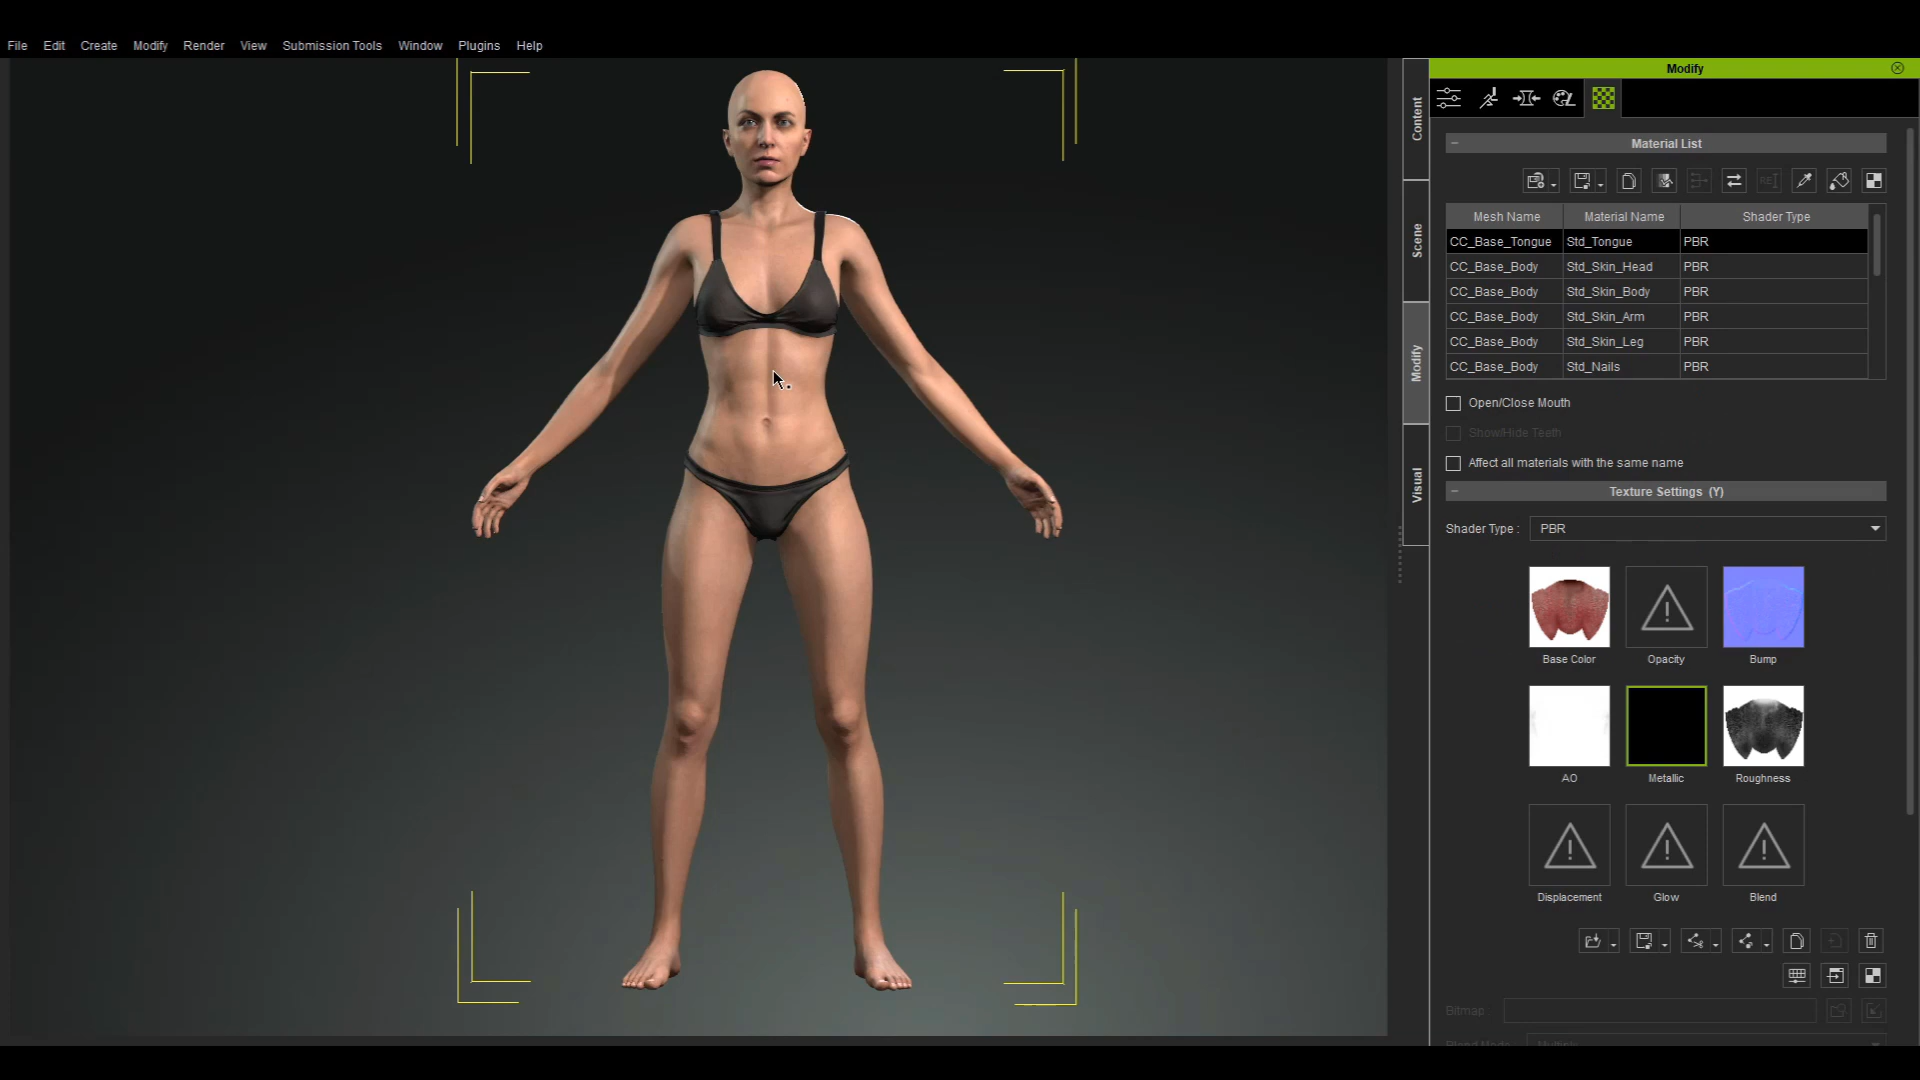 File Edit Create Modify Render View Submission Tools Window Plugins Help
Modify
Content
Scene
Modify
Visual
Material List
Mesh Name Material Name Shader Type
CC_Base_Tongue Std_Tongue PBR
CC_Base_Body Std_Skin_Head PBR
CC_Base_Body Std_Skin_Body PBR
CC_Base_Body Std_Skin_Arm PBR
CC_Base_Body Std_Skin_Leg PBR
CC_Base_Body Std_Nails PBR
Open/Close Mouth
Show/Hide Teeth
Affect all materials with the same name
Texture Settings (Y)
Shader Type : PBR
Base Color Opacity Bump
AO Metallic Roughness
Displacement Glow Blend
Bitmap :